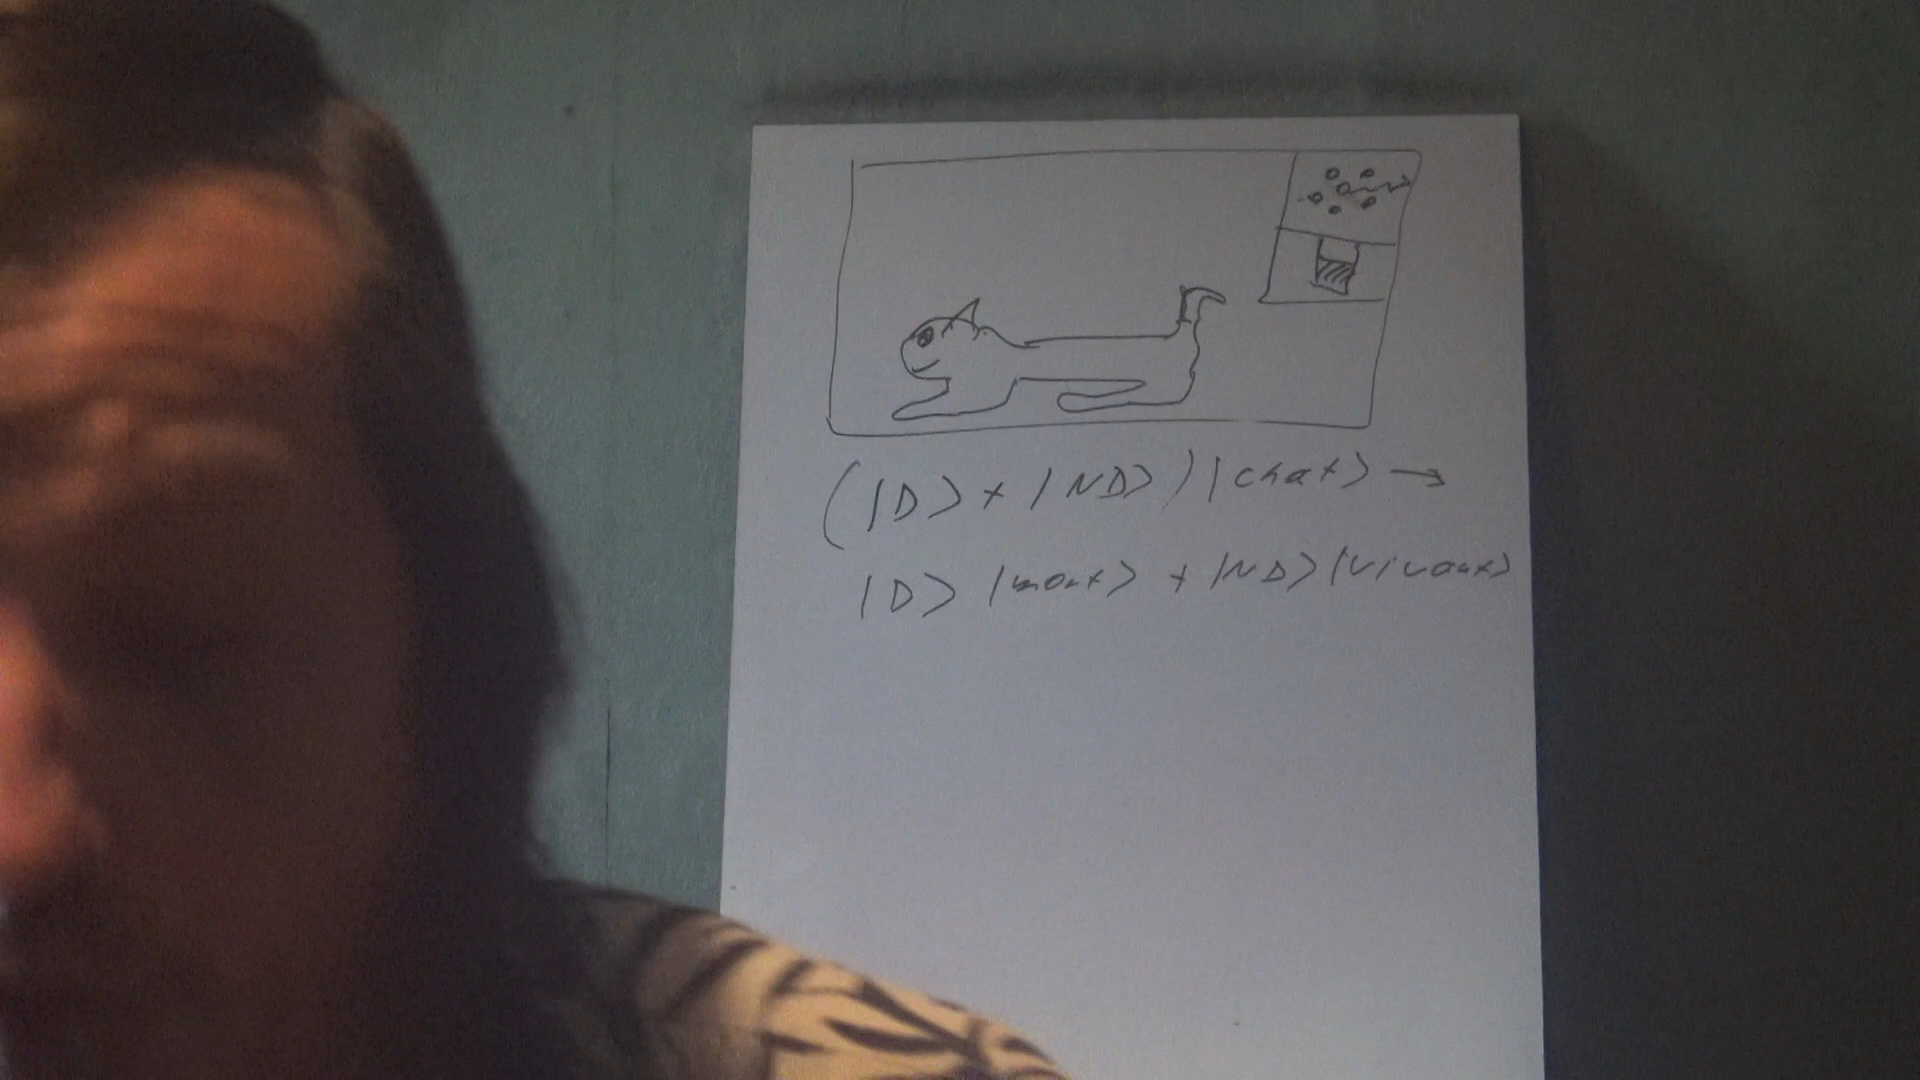 (|D> + |ND>) |chat> →
|D> |mort> + |ND> |vivant>